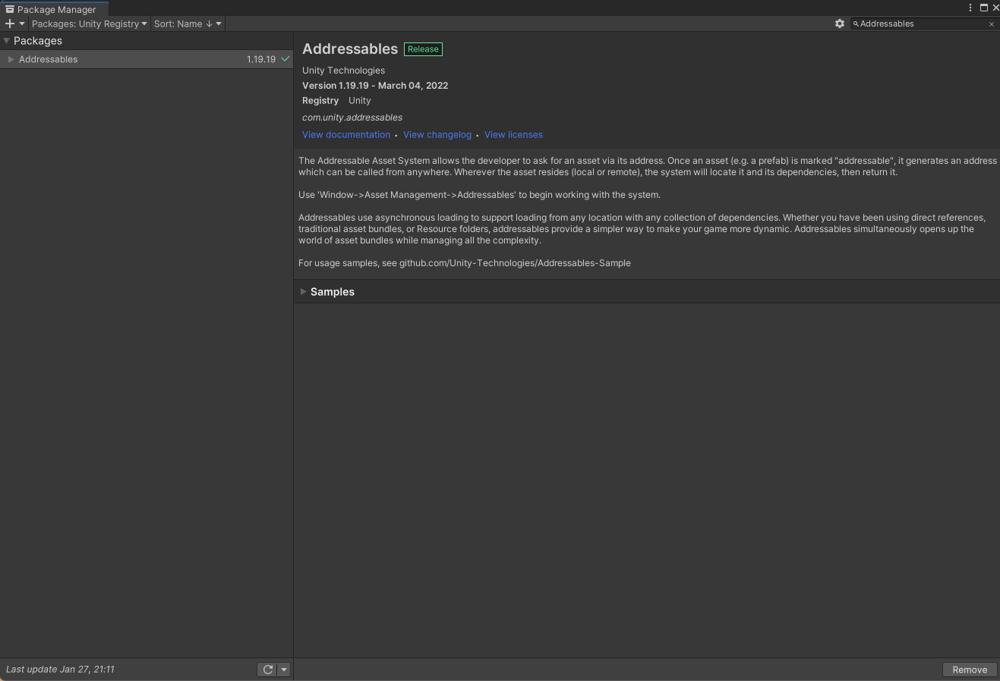 Package Manager
Packages: Unity Registry
Sort: Name ↓
Addressables
Packages
Addressables 1.19.19
Addressables Release
Unity Technologies
Version 1.19.19 - March 04, 2022
Registry Unity
com.unity.addressables
View documentation • View changelog • View licenses
The Addressable Asset System allows the developer to ask for an asset via its address. Once an asset (e.g. a prefab) is marked "addressable", it generates an address
which can be called from anywhere. Wherever the asset resides (local or remote), the system will locate it and its dependencies, then return it.
Use 'Window->Asset Management->Addressables' to begin working with the system.
Addressables use asynchronous loading to support loading from any location with any collection of dependencies. Whether you have been using direct references,
traditional asset bundles, or Resource folders, addressables provide a simpler way to make your game more dynamic. Addressables simultaneously opens up the
world of asset bundles while managing all the complexity.
For usage samples, see github.com/Unity-Technologies/Addressables-Sample
Samples
Last update Jan 27, 21:11
Remove